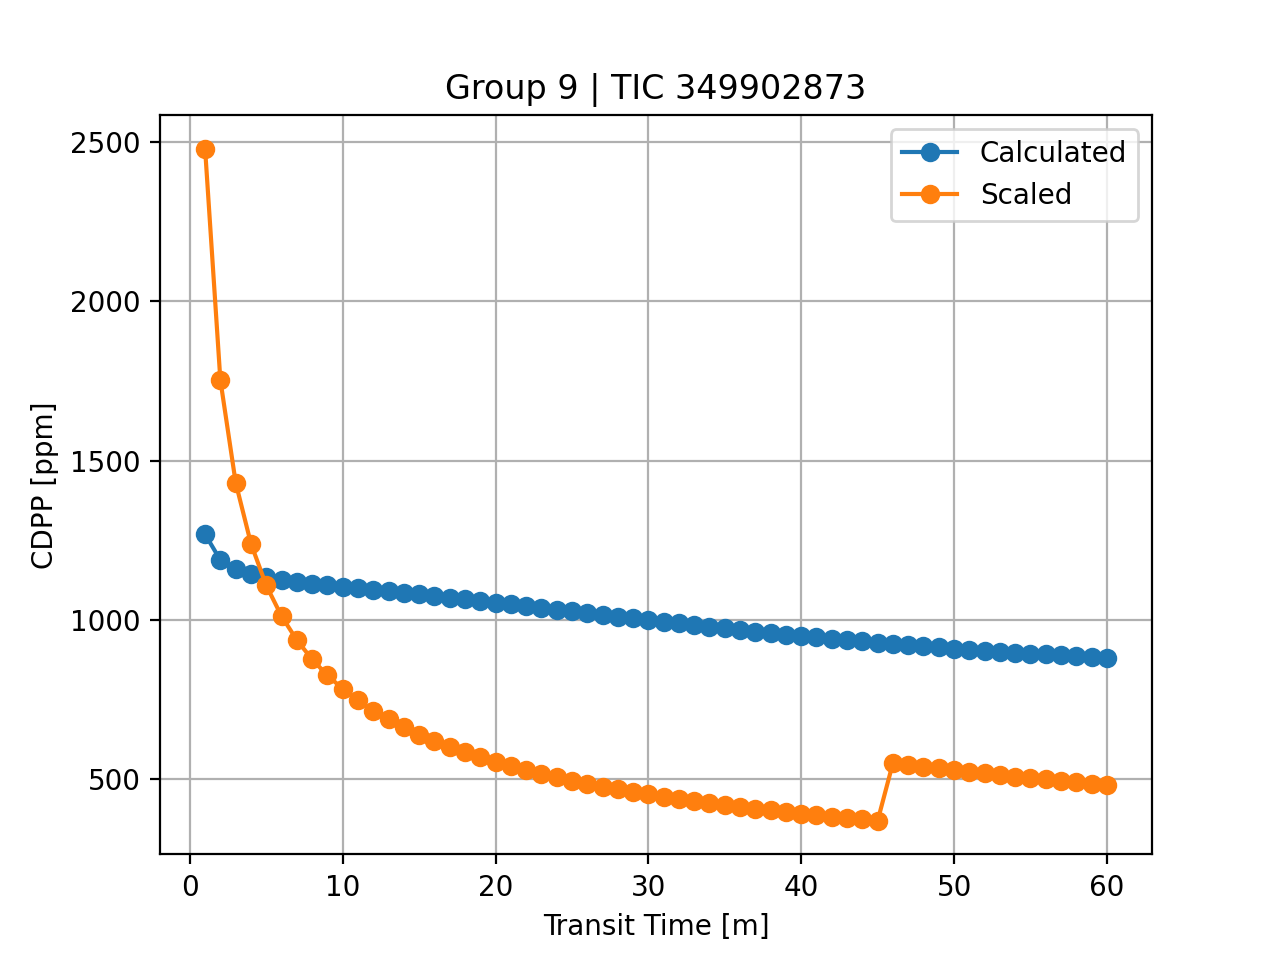 Group 9 | TIC 349902873
2500
2000
1500
1000
500
CDPP [ppm]
Calculated
Scaled
0 10 20 30 40 50 60
Transit Time [m]